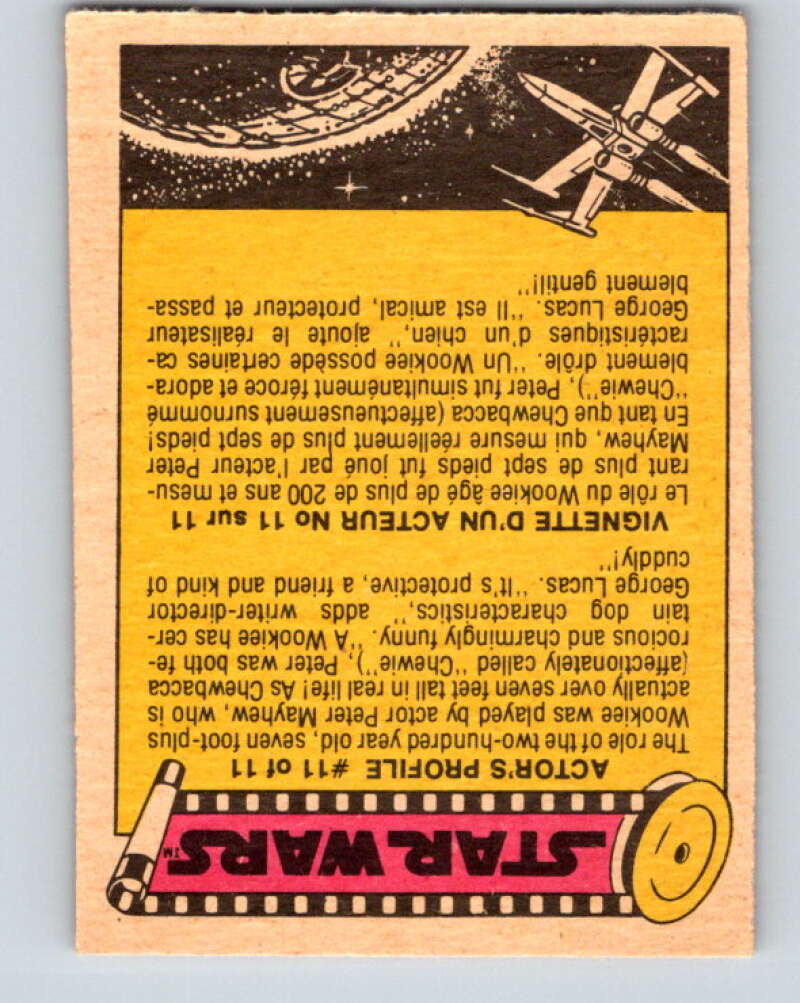 STAR WARS™
ACTOR'S PROFILE #11 of 11
The role of the two-hundred year old, seven foot-plus
Wookiee was played by actor Peter Mayhew, who is
actually over seven feet tall in real life! As Chewbacca
(affectionately called "Chewie"), Peter was both fe-
rocious and charmingly funny. "A Wookiee has cer-
tain dog characteristics," adds writer-director
George Lucas. "It's protective, a friend and kind of
cuddly!"
VIGNETTE D'UN ACTEUR No 11 sur 11
Le rôle du Wookiee âgé de plus de 200 ans et mesu-
rant plus de sept pieds fut joué par l'acteur Peter
Mayhew, qui mesure réellement plus de sept pieds!
En tant que Chewbacca (affectueusement surnommé
"Chewie"), Peter fut simultanément féroce et adora-
blement drôle. "Un Wookiee possède certaines ca-
ractéristiques d'un chien," ajoute le réalisateur
George Lucas. "Il est amical, protecteur et passa-
blement gentil!"